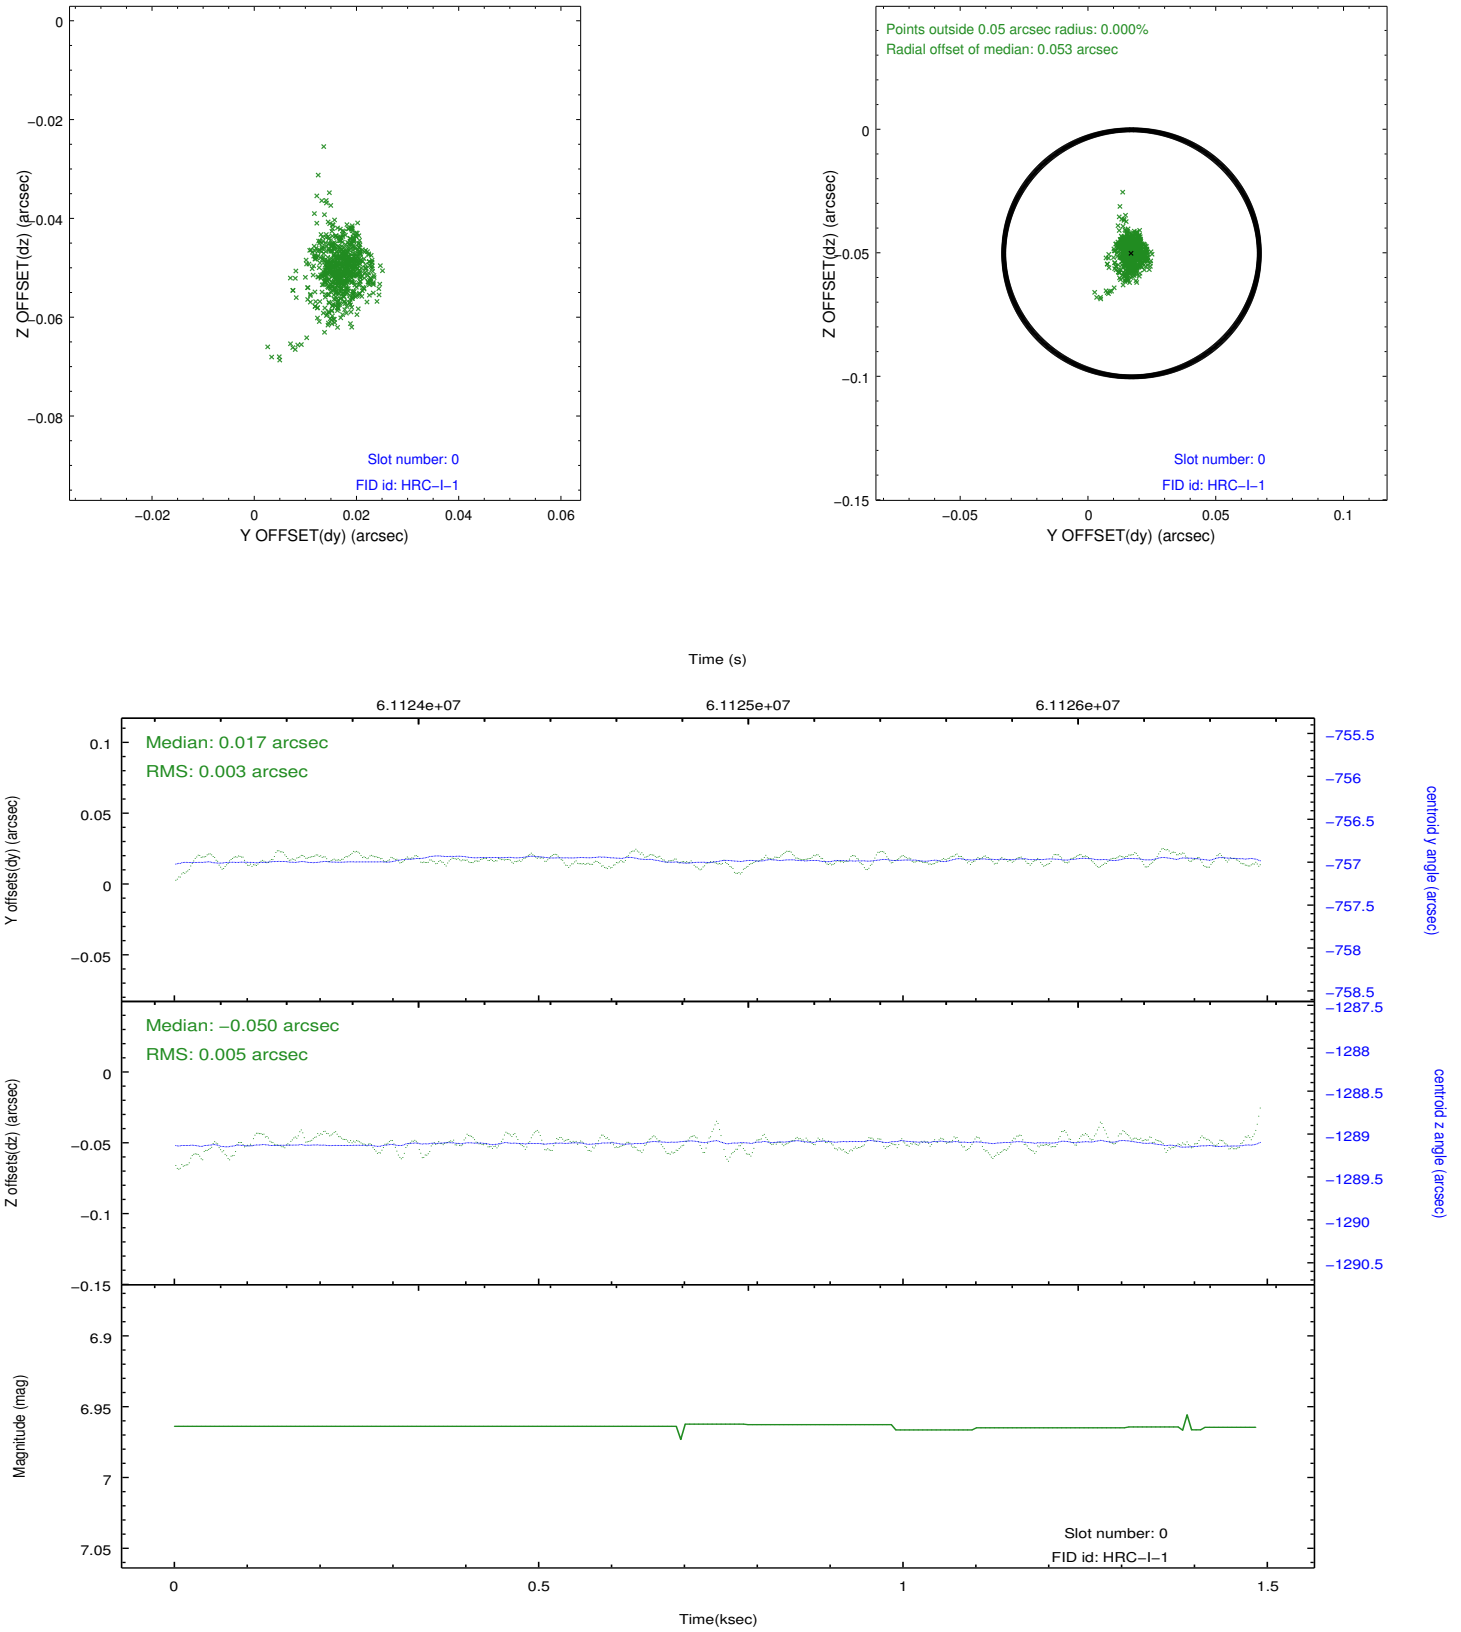 0
−0.02
−0.04
−0.06
−0.08
Z OFFSET(dz) (arcsec)
Slot number: 0
FID id: HRC−I−1
−0.02 0 0.02 0.04 0.06
Y OFFSET(dy) (arcsec)
Points outside 0.05 arcsec radius: 0.000%
Radial offset of median: 0.053 arcsec
0
−0.05
−0.1
−0.15
Z OFFSET(dz) (arcsec)
Slot number: 0
FID id: HRC−I−1
−0.05 0 0.05 0.1
Y OFFSET(dy) (arcsec)
Time (s)
6.1124e+07 6.1125e+07 6.1126e+07
Median: 0.017 arcsec
RMS: 0.003 arcsec
0.1
0.05
0
−0.05
Y offsets(dy) (arcsec)
−755.5
−756
−756.5
−757
−757.5
−758
−758.5
centroid y angle (arcsec)
Median: −0.050 arcsec
RMS: 0.005 arcsec
0
−0.05
−0.1
−0.15
Z offsets(dz) (arcsec)
−1287.5
−1288
−1288.5
−1289
−1289.5
−1290
−1290.5
centroid z angle (arcsec)
6.9
6.95
7
7.05
Magnitude (mag)
Slot number: 0
FID id: HRC−I−1
0 0.5 1 1.5
Time(ksec)